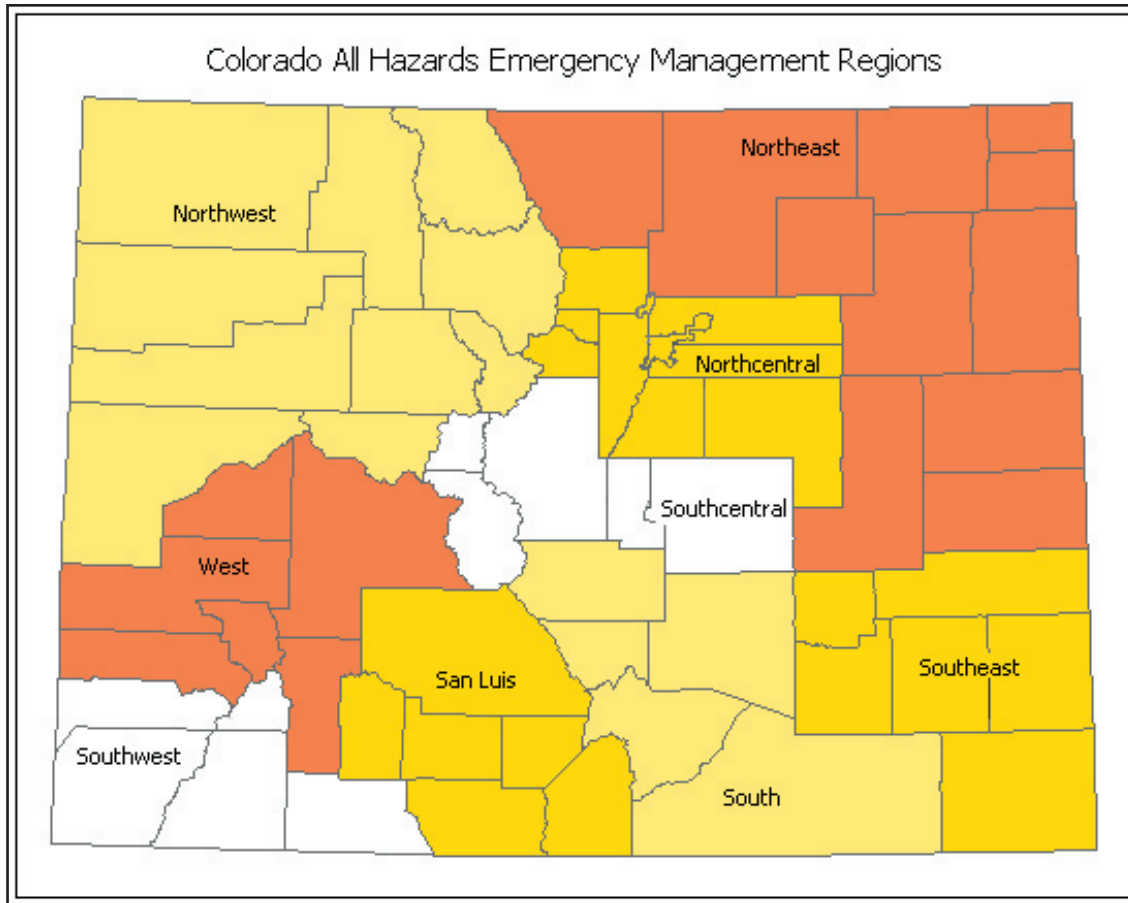 Colorado All Hazards Emergency Management Regions
Northeast
Northwest
Northcentral
Southcentral
West
San Luis
Southeast
Southwest
South